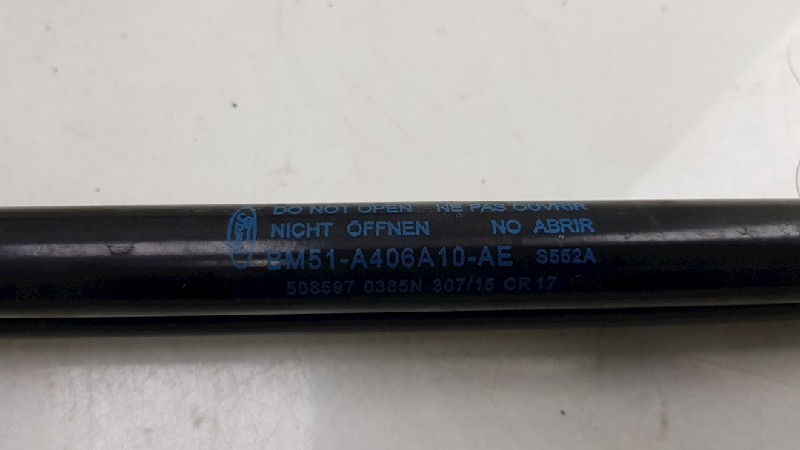 DO NOT OPEN NE PAS OUVRIR
NICHT ÖFFNEN NO ABRIR
Ford
BM51-A406A10-AE S552A
508597 0385N 307/15 CR 17